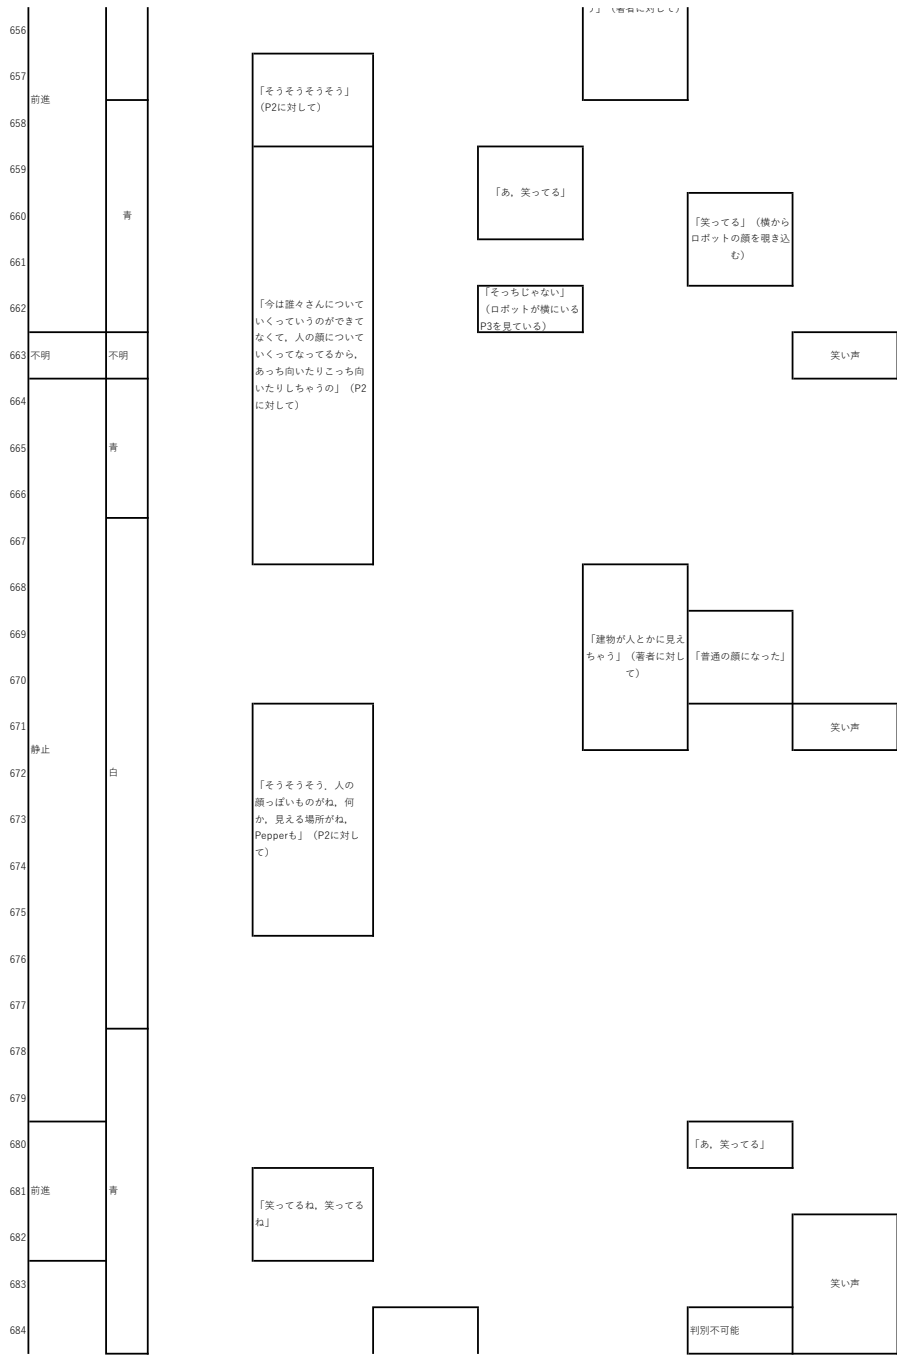 656
う」（著者に対して）
657
「そうそうそうそう」
（P2に対して）
前進
658
659
「あ，笑ってる」
660
青
「笑ってる」（横から
ロボットの顔を覗き込
む）
661
662
「そっちじゃない」
（ロボットが横にいる
P3を見ている）
「今は誰々さんについて
いくっていうのができて
なくて，人の顔について
いくってなってるから，
あっち向いたりこっち向
いたりしちゃうの」（P2
に対して）
663
不明
不明
笑い声
664
665
青
666
667
668
669
「建物が人とかに見え
ちゃう」（著者に対し
て）
「普通の顔になった」
670
671
笑い声
静止
672
白
「そうそうそう，人の
顔っぽいものがね，何
か，見える場所がね，
Pepperも」（P2に対し
て）
673
674
675
676
677
678
679
680
「あ，笑ってる」
681
前進
青
「笑ってるね，笑ってる
ね」
682
683
笑い声
684
判別不可能